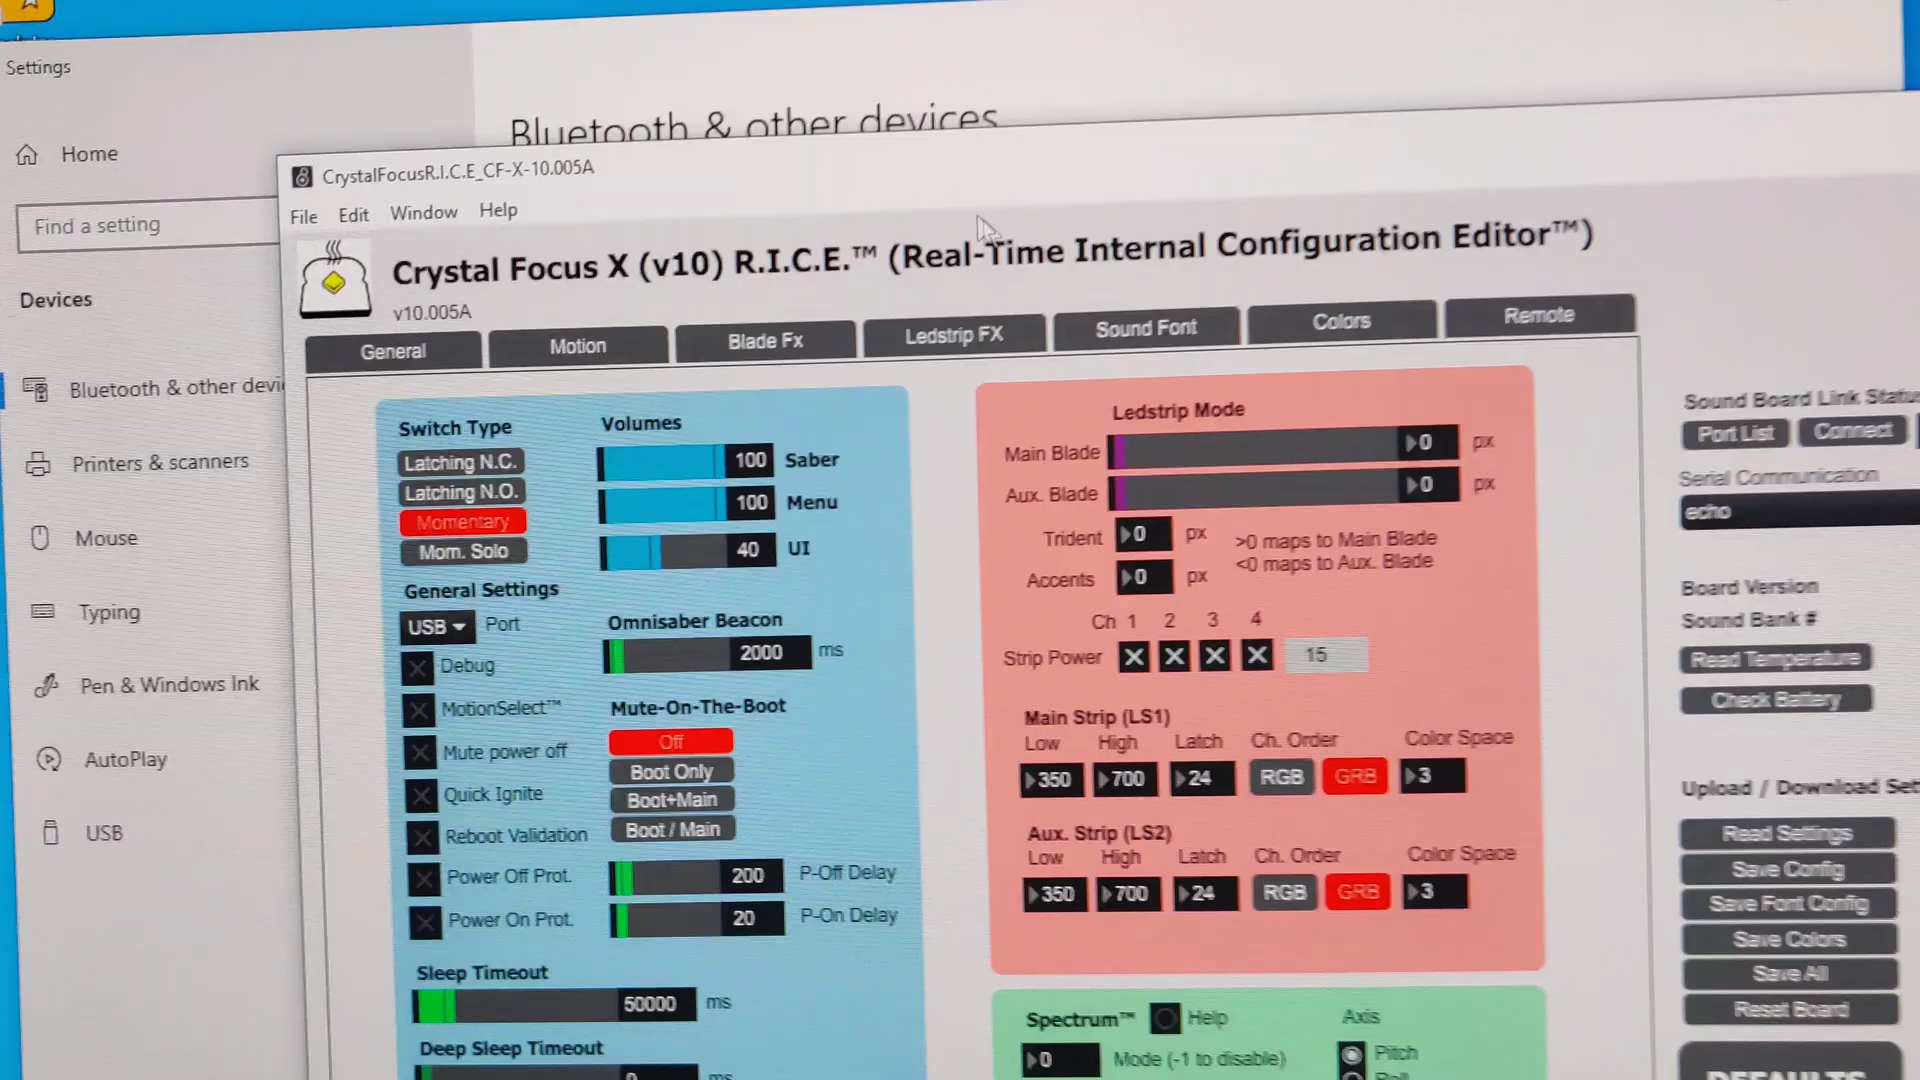 Settings
Home
Find a setting
Devices
Bluetooth & other devi
Printers & scanners
Mouse
Typing
Pen & Windows Ink
AutoPlay
USB
Bluetooth & other devices
CrystalFocusR.I.C.E_CF-X-10.005A
File Edit Window Help
Crystal Focus X (v10) R.I.C.E.™ (Real-Time Internal Configuration Editor™)
v10.005A
General Motion Blade Fx Ledstrip FX Sound Font Colors Remote
Switch Type
Latching N.C.
Latching N.O.
Momentary
Mom. Solo
Volumes
100 Saber
100 Menu
40 UI
General Settings
USB Port
Debug
MotionSelect™
Mute power off
Quick Ignite
Reboot Validation
Power Off Prot.
Power On Prot.
Omnisaber Beacon
2000 ms
Mute-On-The-Boot
Off
Boot Only
Boot+Main
Boot / Main
200 P-Off Delay
20 P-On Delay
Sleep Timeout
50000 ms
Deep Sleep Timeout
0 ms
Ledstrip Mode
Main Blade 0 px
Aux. Blade 0 px
Trident 0 px
Accents 0 px
>0 maps to Main Blade
<0 maps to Aux. Blade
Ch 1 2 3 4
Strip Power 15
Main Strip (LS1)
Low High Latch Ch. Order Color Space
350 700 24 RGB GRB 3
Aux. Strip (LS2)
Low High Latch Ch. Order Color Space
350 700 24 RGB GRB 3
Spectrum™ Help Axis
0 Mode (-1 to disable) Pitch
Roll
Sound Board Link Status
Port List Connect
Serial Communication
echo
Board Version
Sound Bank #
Read Temperature
Check Battery
Upload / Download Set
Read Settings
Save Config
Save Font Config
Save Colors
Save All
Reset Board
DEFAULTS